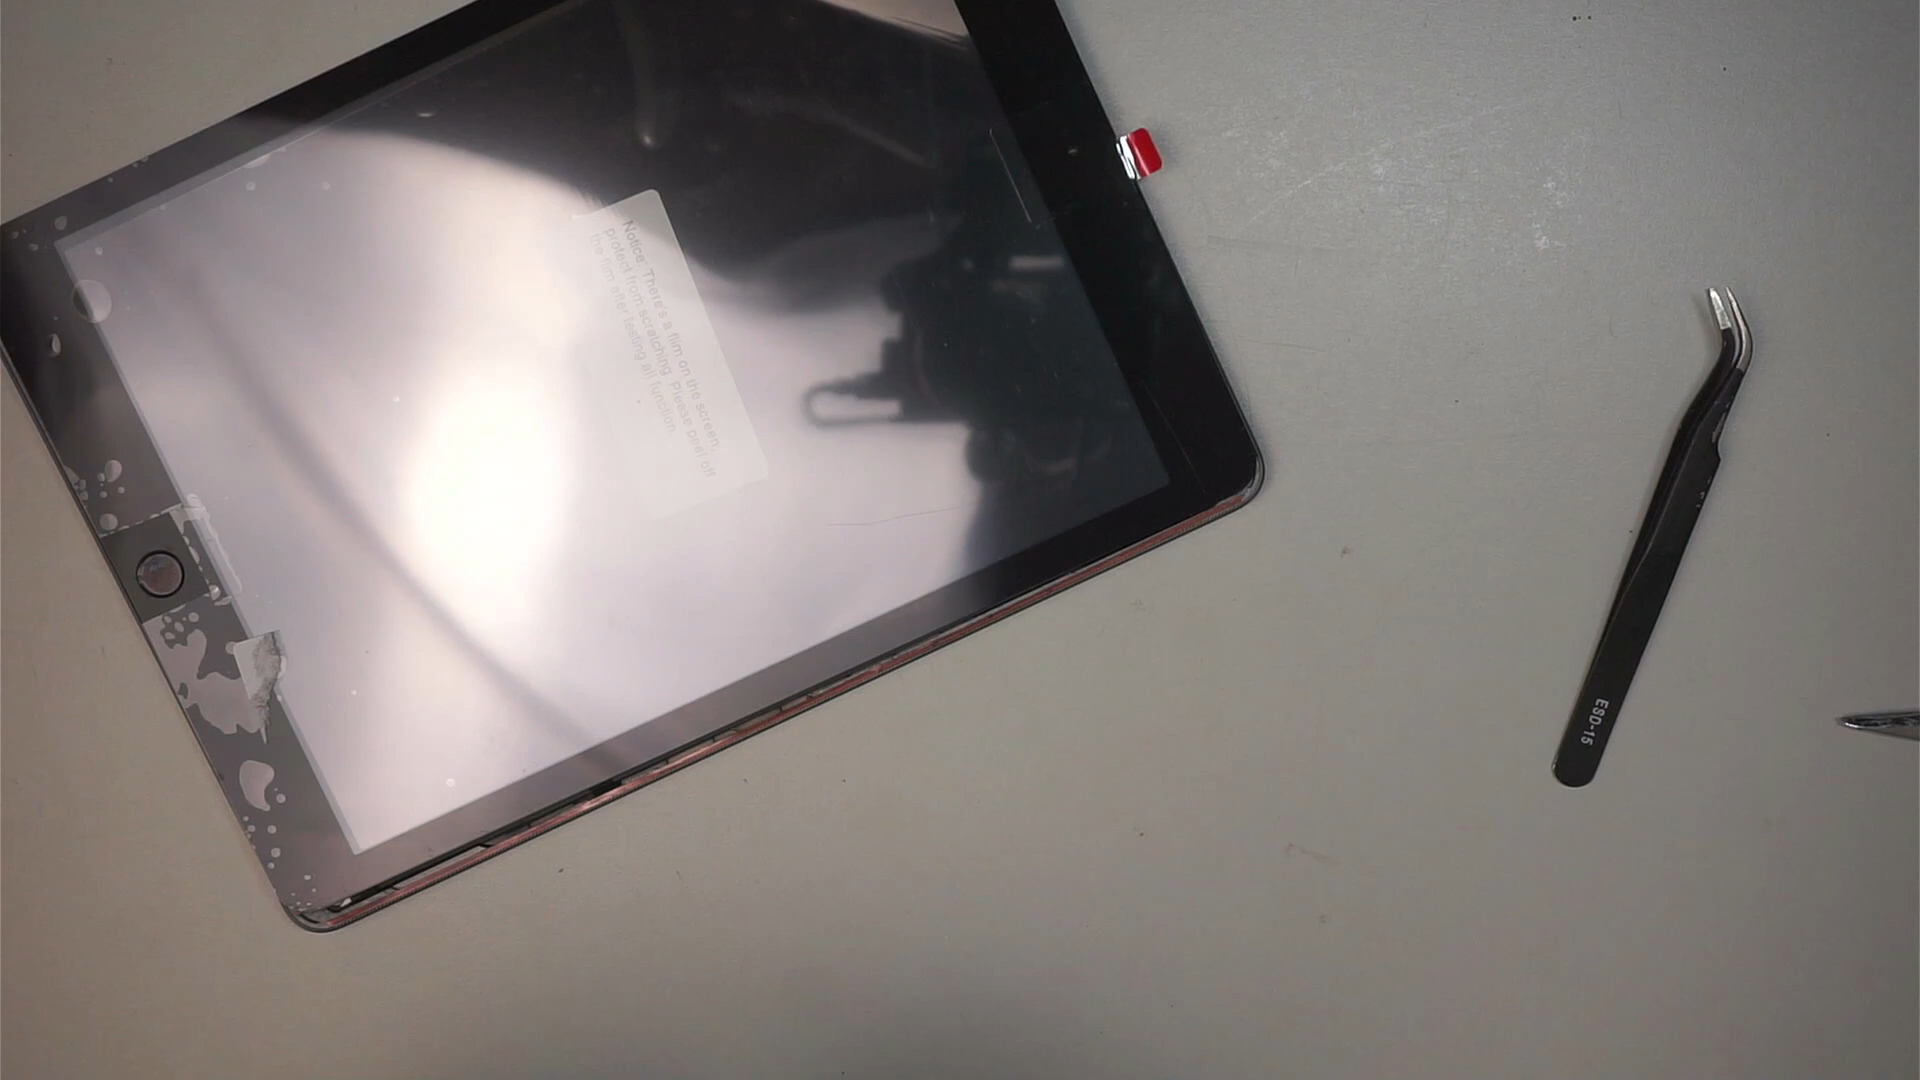 Notice: There's a film on the screen,
protect from scratching. Please peel off
the film after testing all function.
ESD-15